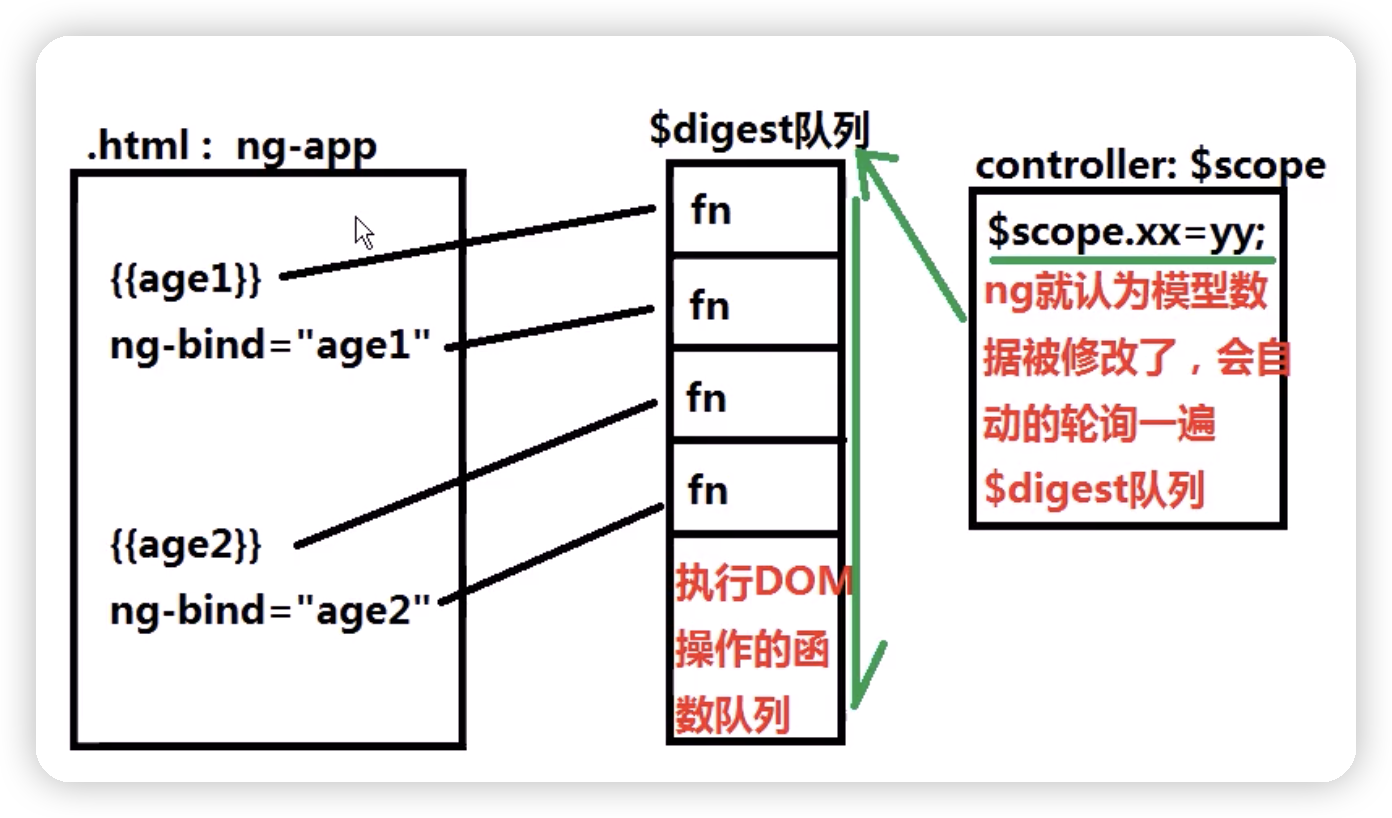 .html： ng-app
{{age1}}
ng-bind="age1"
{{age2}}
ng-bind="age2"
$digest队列
fn
fn
fn
fn
执行DOM
操作的函
数队列
controller: $scope
$scope.xx=yy;
ng就认为模型数
据被修改了，会自
动的轮询一遍
$digest队列